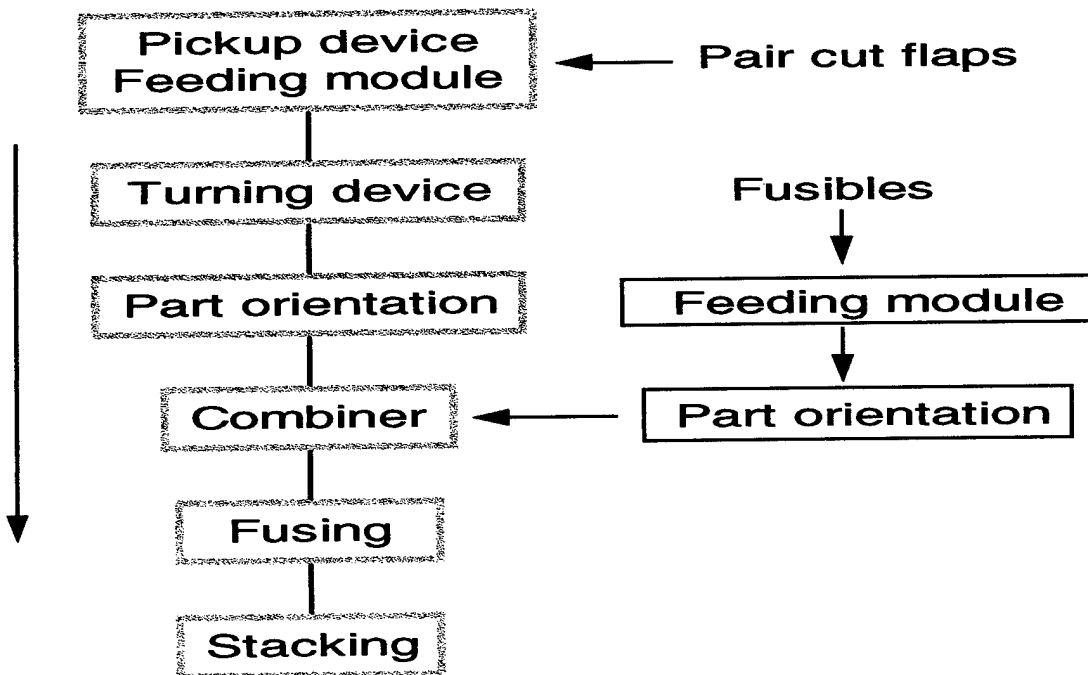 Pickup device
Feeding module
Pair cut flaps
Turning device
Fusibles
Part orientation
Feeding module
Combiner
Part orientation
Fusing
Stacking